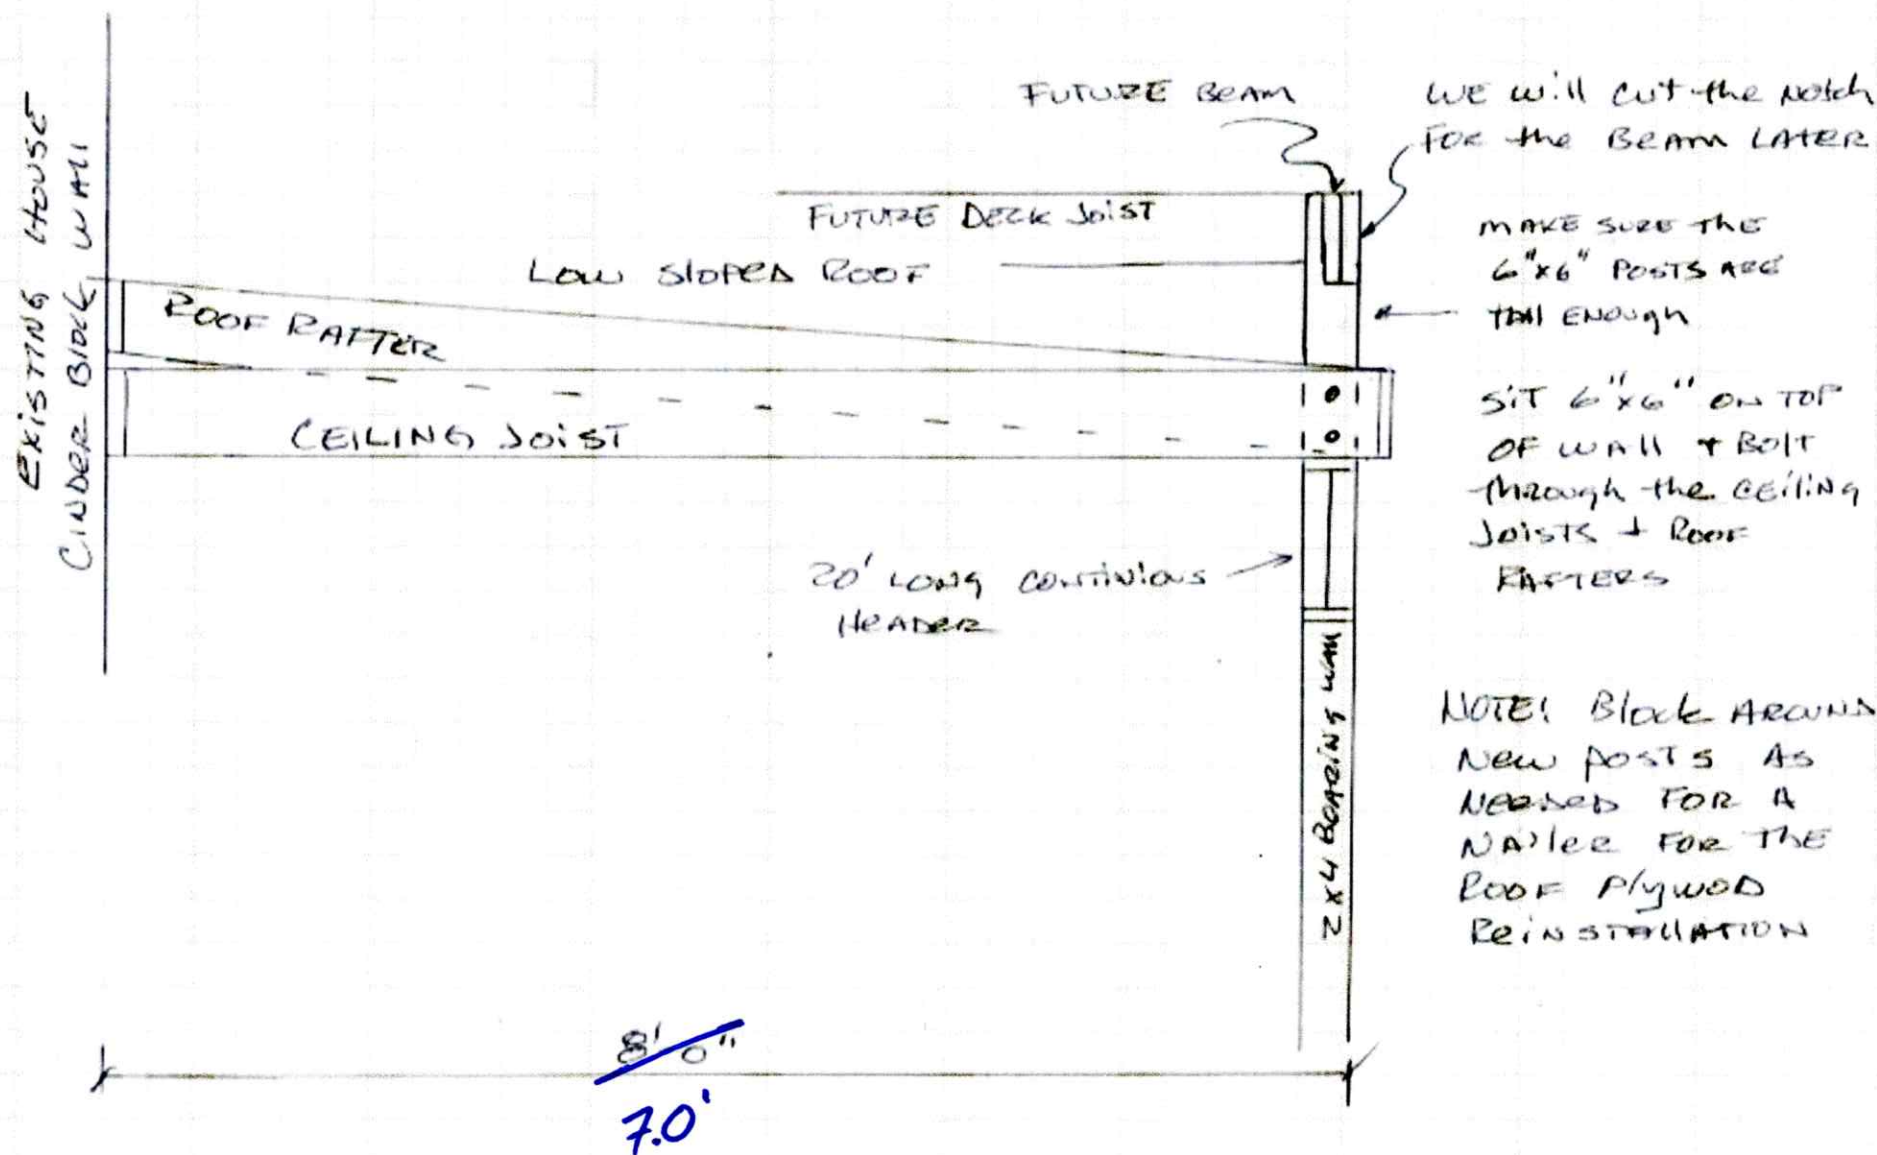 EXISTING HOUSE
CINDER BLOCK WALL
FUTURE BEAM
WE will cut the Notch
FOR the BEAM LATER
FUTURE DECK JOIST
MAKE SURE THE
6"x6" POSTS ARE
TALL ENOUGH
LOW SLOPED ROOF
ROOF RAFTER
CEILING JOIST
SIT 6"x6" ON TOP
OF WALL + BOLT
through the CEILING
JOISTS + ROOF
RAFTERS
20' LONG CONTINIOUS
HEADER
2x4 BEARING WALL
NOTE! Block AROUND
NEW POSTS AS
NEEDED FOR A
NAILER FOR THE
ROOF PLYWOD
REINSTALLATION
8' 0"
7.0'